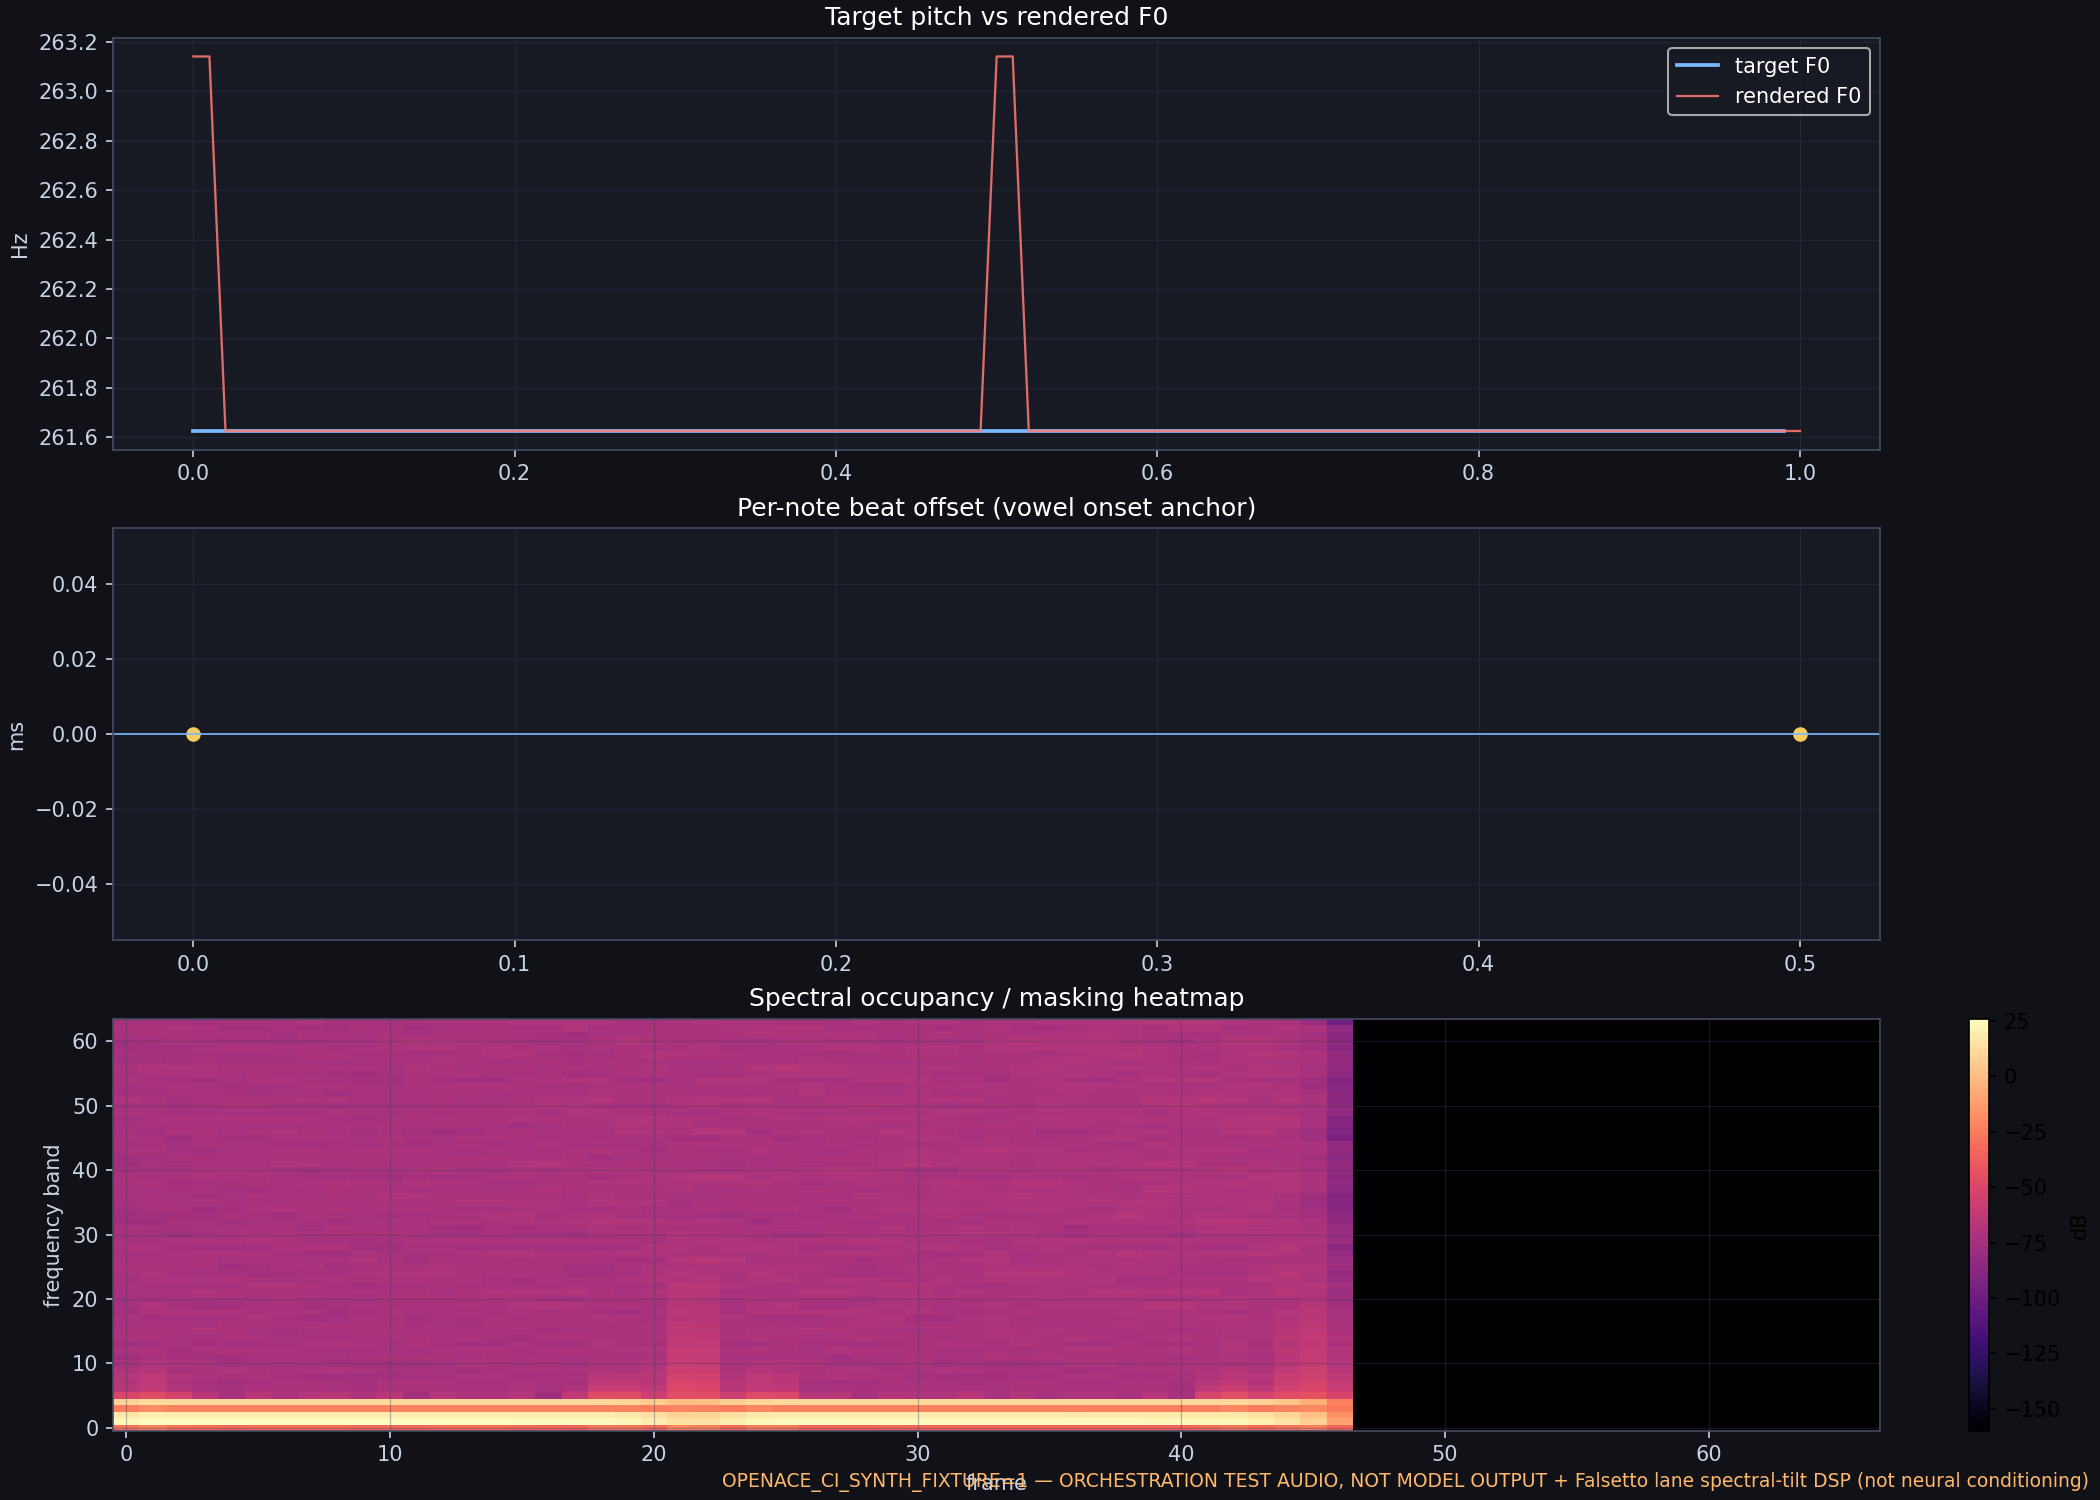 Target pitch vs rendered F0
263.2
263.0
262.8
262.6
262.4
262.2
262.0
261.8
261.6
Hz
target F0
rendered F0
0.0 0.2 0.4 0.6 0.8 1.0
Per-note beat offset (vowel onset anchor)
0.04
0.02
0.00
−0.02
−0.04
ms
0.0 0.1 0.2 0.3 0.4 0.5
Spectral occupancy / masking heatmap
60
50
40
30
20
10
0
frequency band
25
0
−25
−50
−75
−100
−125
−150
dB
0 10 20 30 40 50 60
frame
OPENACE_CI_SYNTH_FIXTURE=1 — ORCHESTRATION TEST AUDIO, NOT MODEL OUTPUT + Falsetto lane spectral-tilt DSP (not neural conditioning)